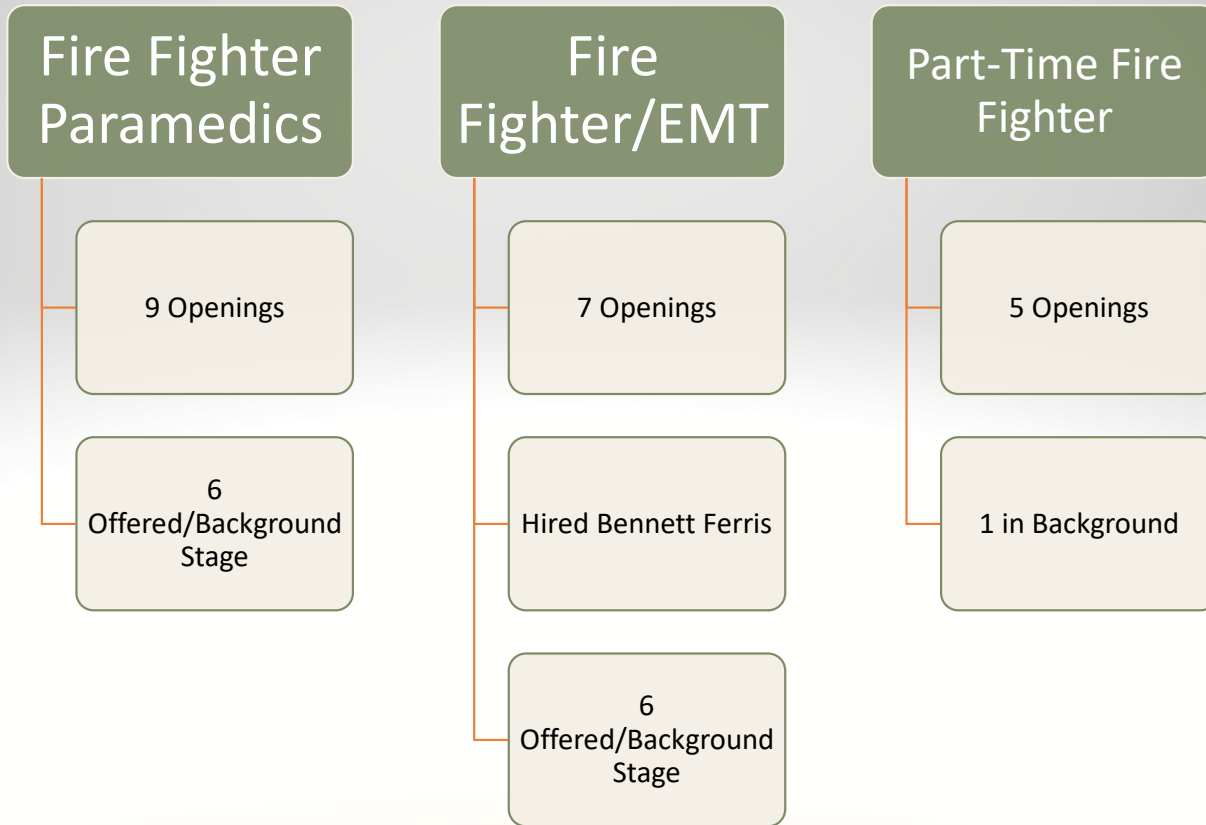 Fire Fighter
Paramedics
9 Openings
6
Offered/Background
Stage
Fire
Fighter/EMT
7 Openings
Hired Bennett Ferris
6
Offered/Background
Stage
Part-Time Fire
Fighter
5 Openings
1 in Background